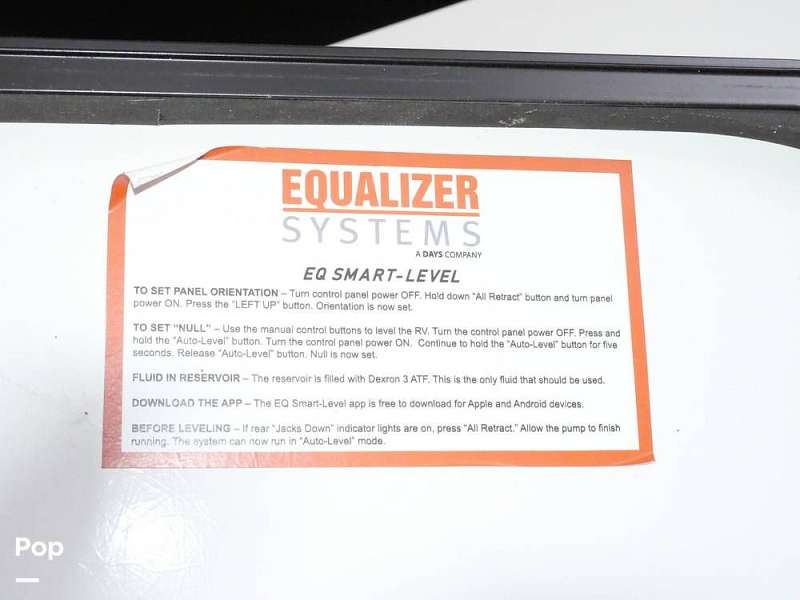 EQUALIZER
SYSTEMS
A DAYS COMPANY
EQ SMART-LEVEL
TO SET PANEL ORIENTATION – Turn control panel power OFF. Hold down "All Retract" button and turn panel
power ON. Press the "LEFT UP" button. Orientation is now set.
TO SET "NULL" – Use the manual control buttons to level the RV. Turn the control panel power OFF. Press and
hold the "Auto-Level" button. Turn the control panel power ON. Continue to hold the "Auto-Level" button for five
seconds. Release "Auto-Level" button. Null is now set.
FLUID IN RESERVOIR – The reservoir is filled with Dexron 3 ATF. This is the only fluid that should be used.
DOWNLOAD THE APP – The EQ Smart-Level app is free to download for Apple and Android devices.
BEFORE LEVELING – If rear "Jacks Down" indicator lights are on, press "All Retract." Allow the pump to finish
running. The system can now run in "Auto-Level" mode.
Pop